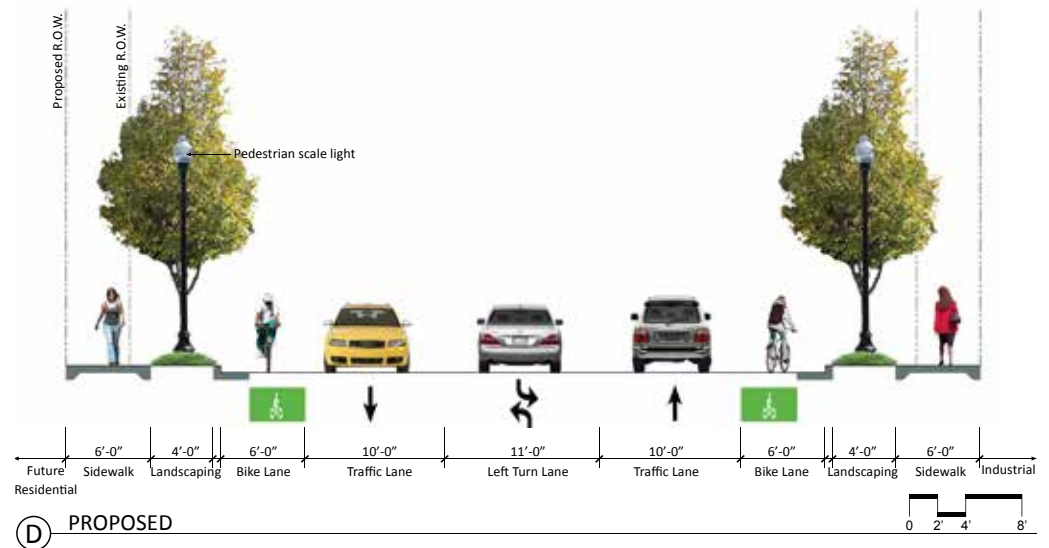 Proposed R.O.W.
Existing R.O.W.
Pedestrian scale light
6'-0" 4'-0" 6'-0" 10'-0" 11'-0" 10'-0" 6'-0" 4'-0" 6'-0"
Future Sidewalk Landscaping Bike Lane Traffic Lane Left Turn Lane Traffic Lane Bike Lane Landscaping Sidewalk Industrial
Residential
D PROPOSED
0 2' 4' 8'